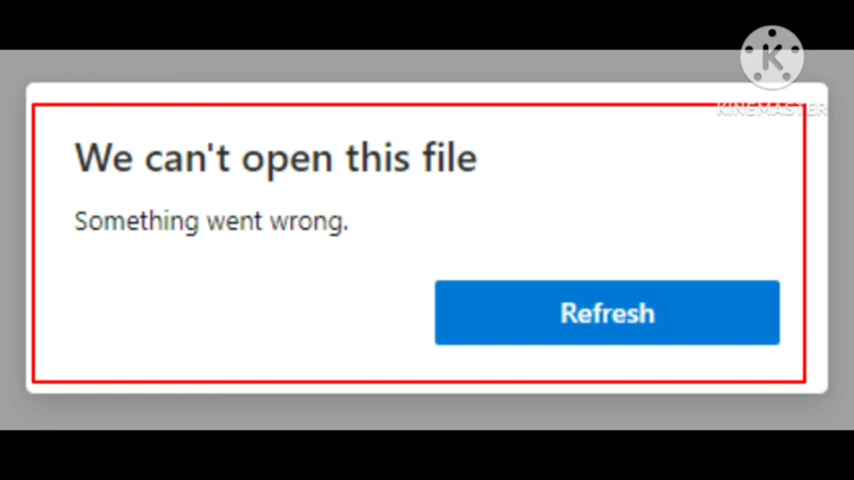 K
KINEMASTER
We can't open this file
Something went wrong.
Refresh